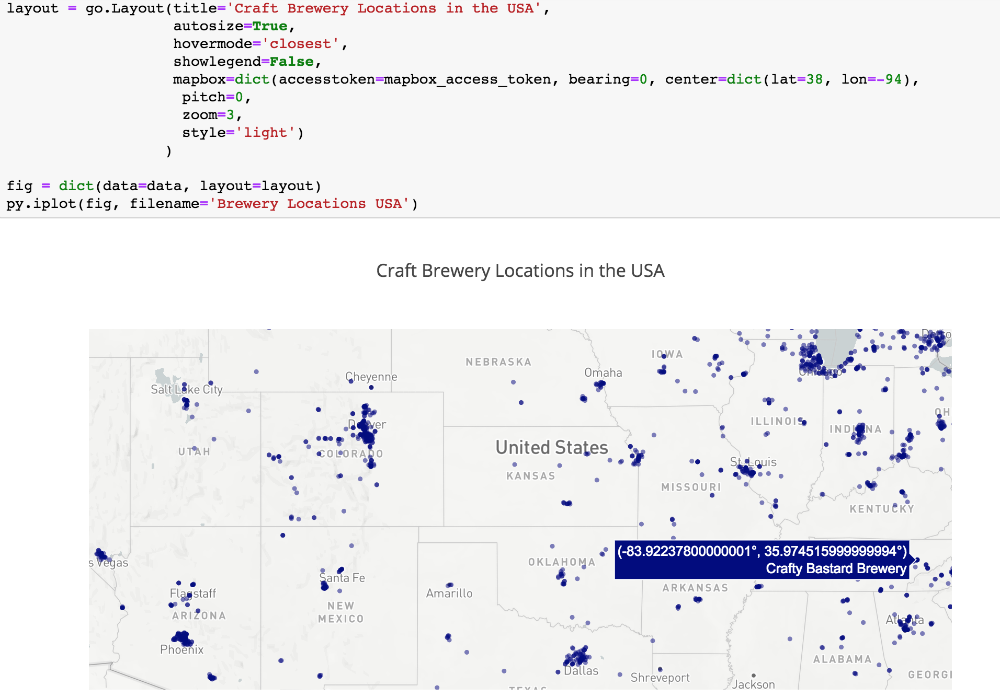 layout = go.Layout(title='Craft Brewery Locations in the USA',
autosize=True,
hovermode='closest',
showlegend=False,
mapbox=dict(accesstoken=mapbox_access_token, bearing=0, center=dict(lat=38, lon=-94),
pitch=0,
zoom=3,
style='light')
)
fig = dict(data=data, layout=layout)
py.iplot(fig, filename='Brewery Locations USA')
Craft Brewery Locations in the USA
IOWA
NEBRASKA
Omaha
Chicago
Cheyenne
Salt Lake City
OH
ILLINOIS
Denver
INDIANA
United States
UTAH
COLORADO
St. Louis
KANSAS
MISSOURI
KENTUCKY
(-83.92237800000001°, 35.974515999999994°)
Crafty Bastard Brewery
s Vegas
OKLAHOMA
Santa Fe
ARKANSAS
Flagstaff
Amarillo
NEW
MEXICO
ARIZONA
Atlanta
Phoenix
ALABAMA
Dallas
GEORGI
Shreveport
Jackson
TEXAS